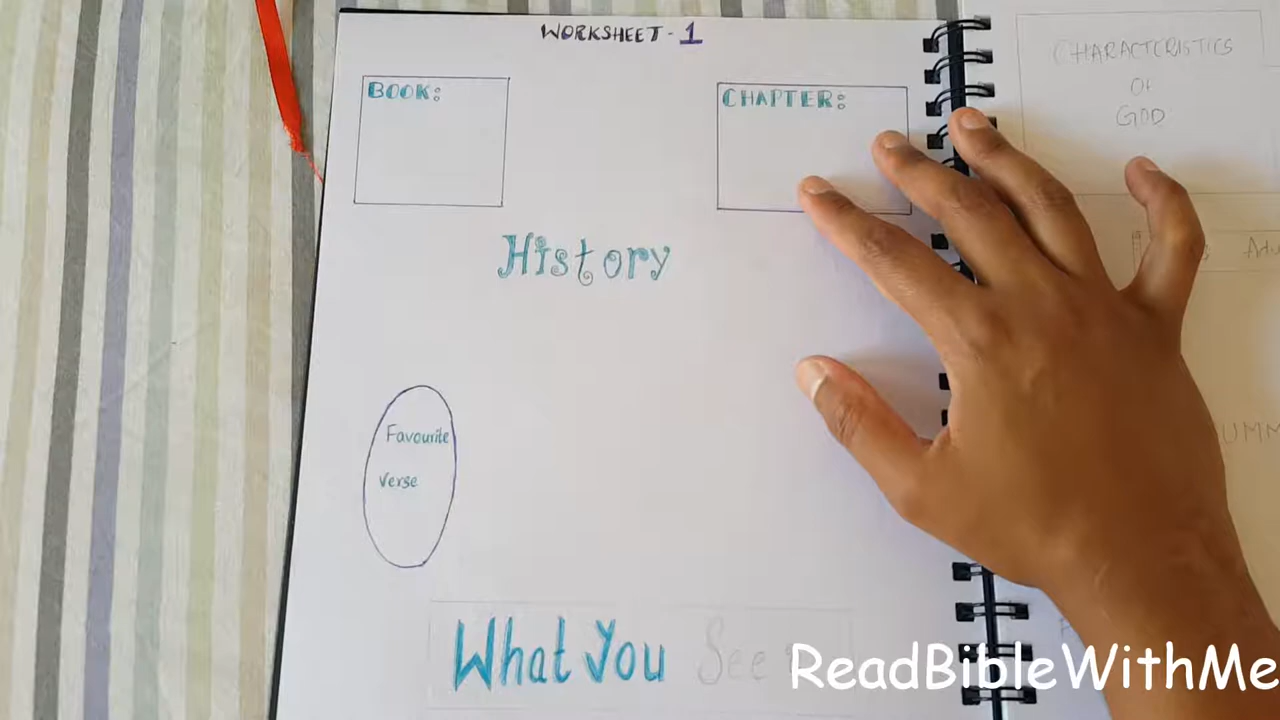 WORKSHEET - 1
BOOK:
CHAPTER:
History
Favourite
Verse
What You See
CHARACTERISTICS
OF
GOD
ReadBibleWithMe